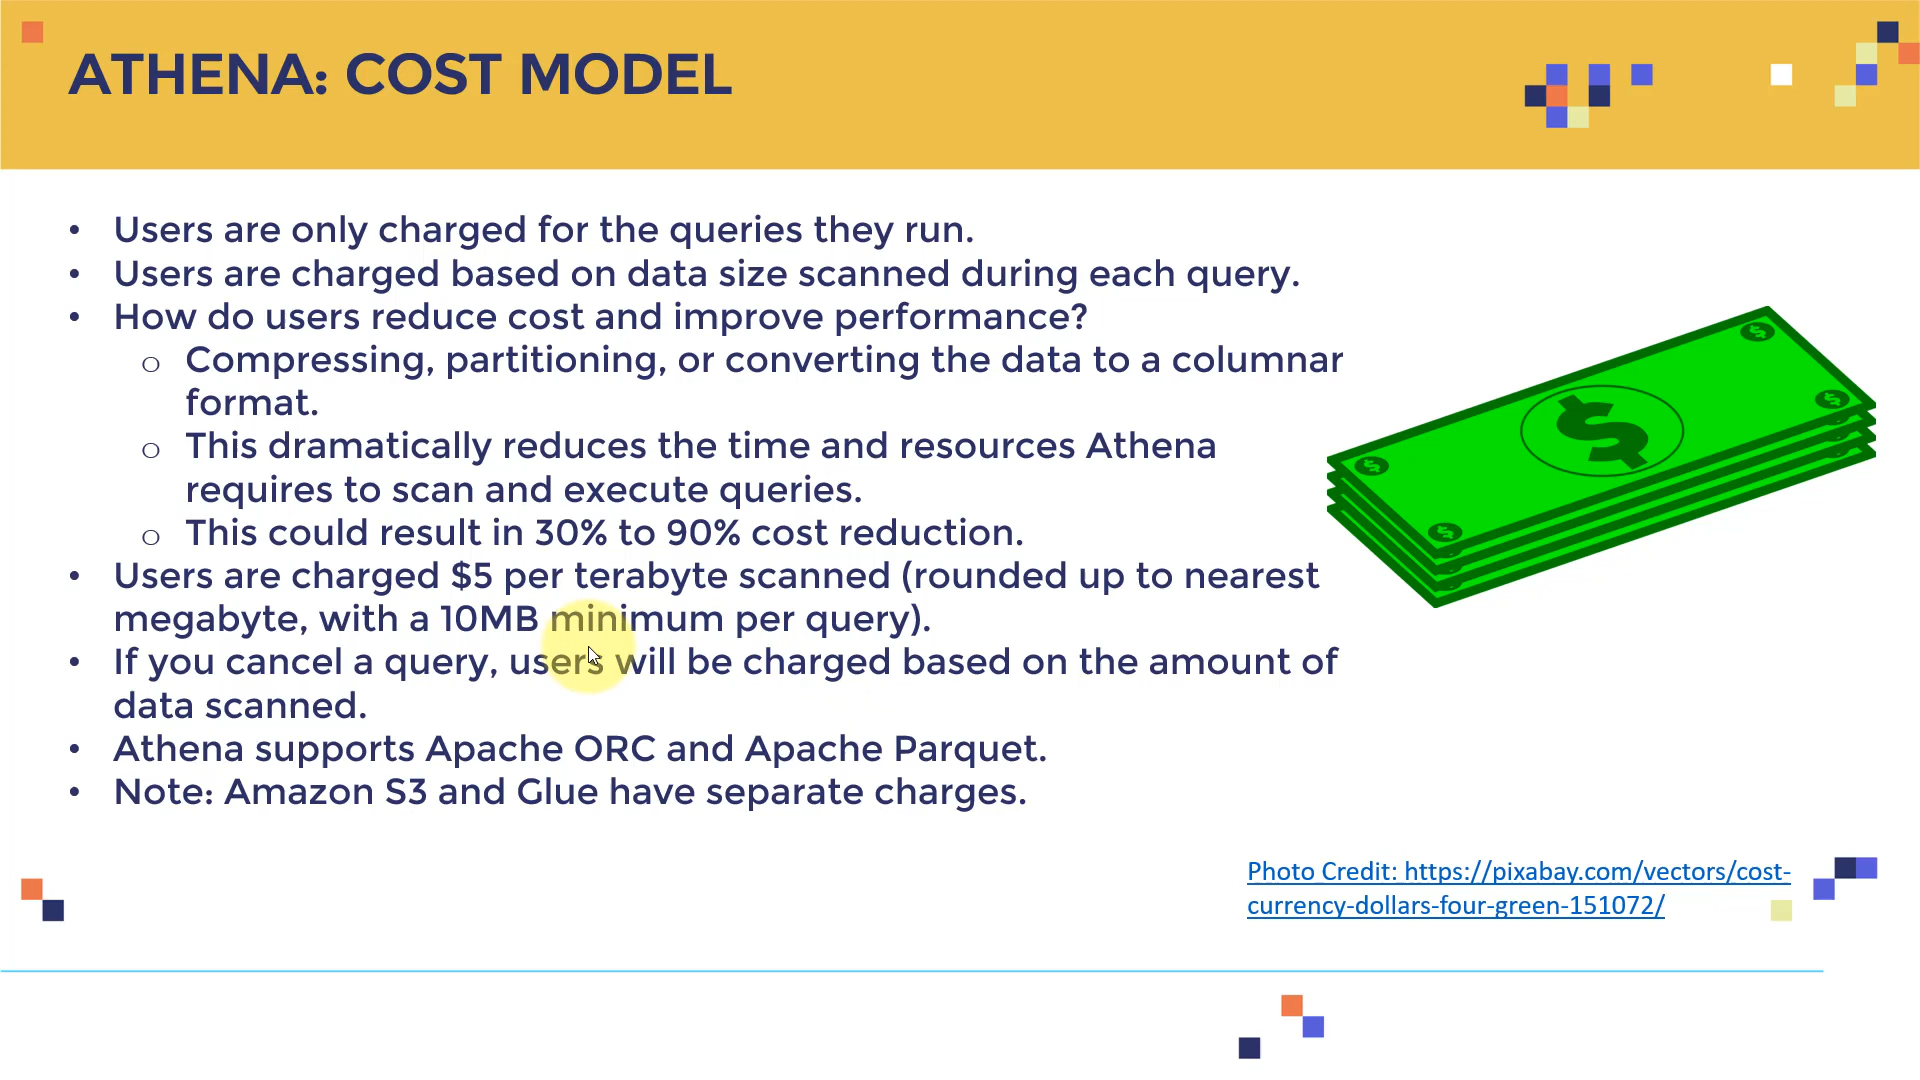 ATHENA: COST MODEL
• Users are only charged for the queries they run.
• Users are charged based on data size scanned during each query.
• How do users reduce cost and improve performance?
o Compressing, partitioning, or converting the data to a columnar
format.
o This dramatically reduces the time and resources Athena
requires to scan and execute queries.
o This could result in 30% to 90% cost reduction.
• Users are charged $5 per terabyte scanned (rounded up to nearest
megabyte, with a 10MB minimum per query).
• If you cancel a query, users will be charged based on the amount of
data scanned.
• Athena supports Apache ORC and Apache Parquet.
• Note: Amazon S3 and Glue have separate charges.
Photo Credit: https://pixabay.com/vectors/cost-
currency-dollars-four-green-151072/